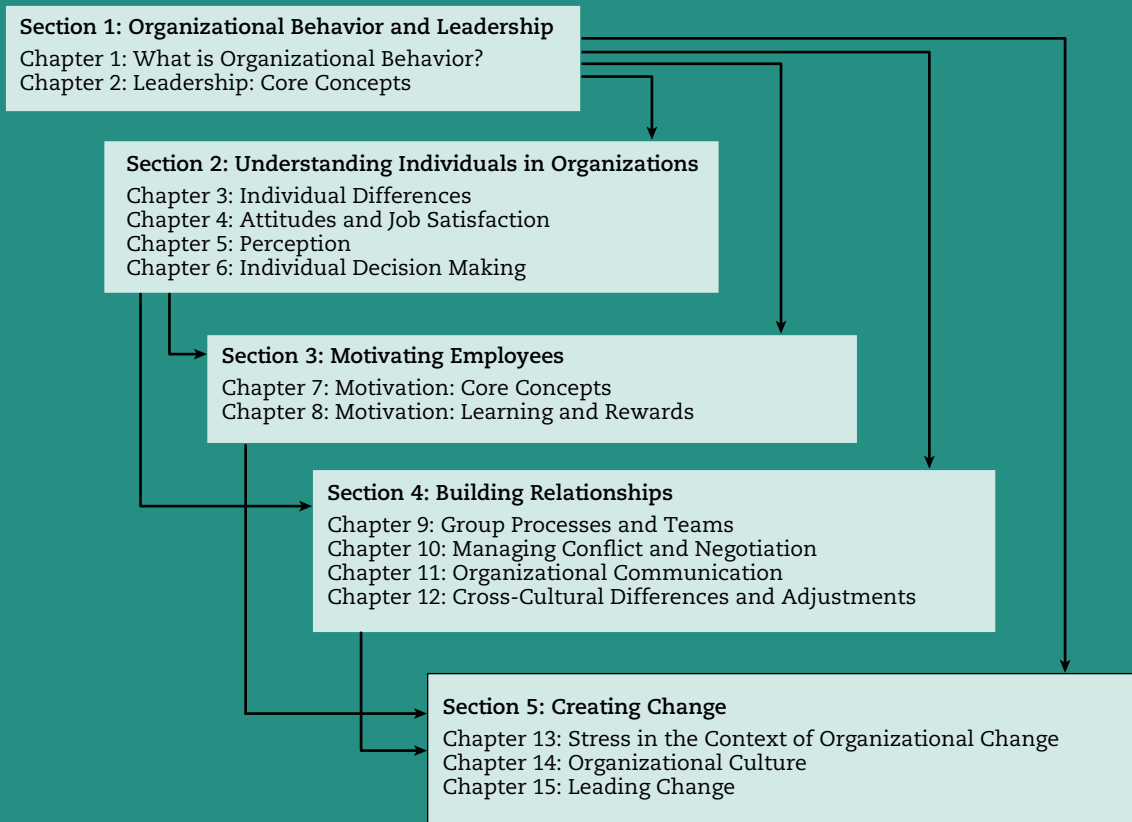 Section 1: Organizational Behavior and Leadership
Chapter 1: What is Organizational Behavior?
Chapter 2: Leadership: Core Concepts
Section 2: Understanding Individuals in Organizations
Chapter 3: Individual Differences
Chapter 4: Attitudes and Job Satisfaction
Chapter 5: Perception
Chapter 6: Individual Decision Making
Section 3: Motivating Employees
Chapter 7: Motivation: Core Concepts
Chapter 8: Motivation: Learning and Rewards
Section 4: Building Relationships
Chapter 9: Group Processes and Teams
Chapter 10: Managing Conflict and Negotiation
Chapter 11: Organizational Communication
Chapter 12: Cross-Cultural Differences and Adjustments
Section 5: Creating Change
Chapter 13: Stress in the Context of Organizational Change
Chapter 14: Organizational Culture
Chapter 15: Leading Change